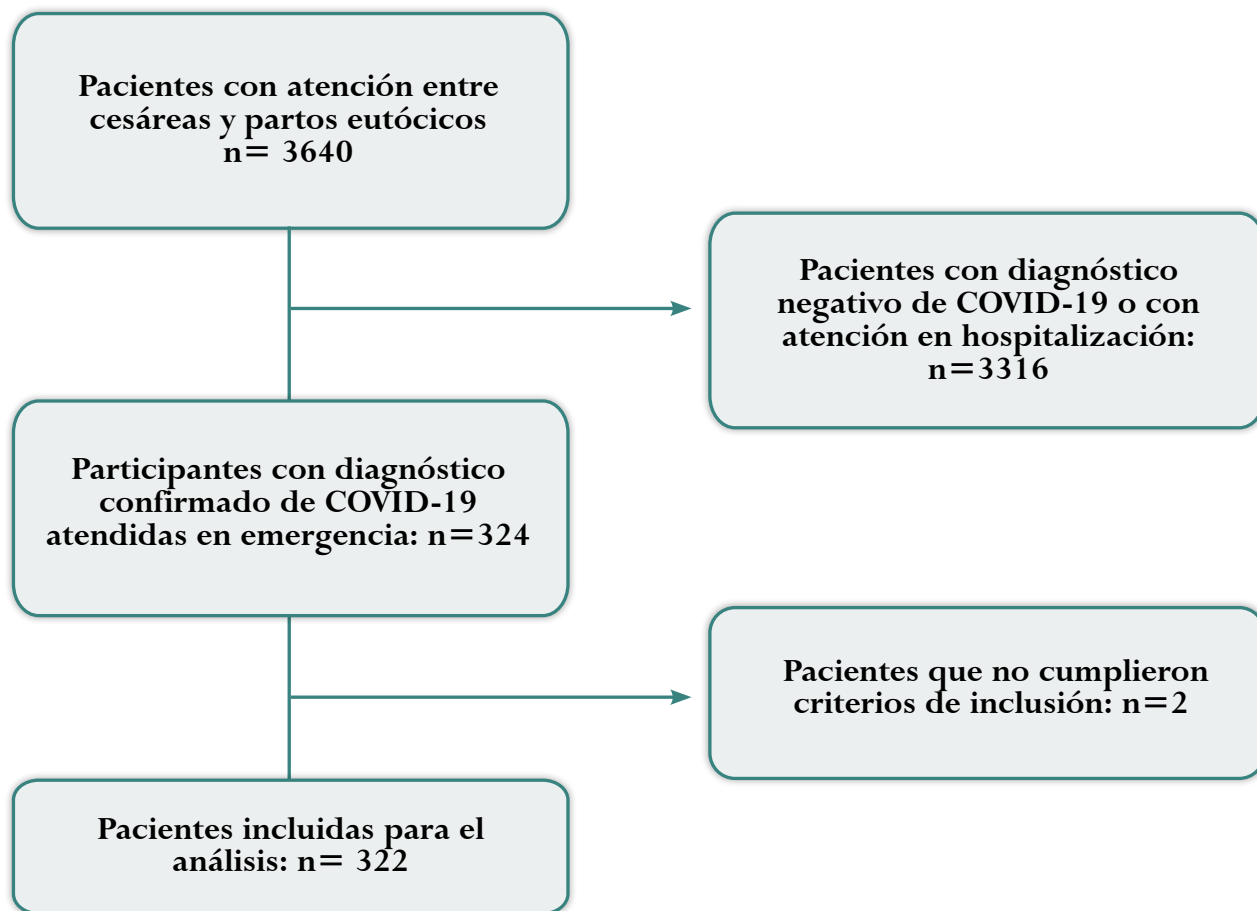 Pacientes con atención entre
cesáreas y partos eutócicos
n= 3640
Pacientes con diagnóstico
negativo de COVID-19 o con
atención en hospitalización:
n=3316
Participantes con diagnóstico
confirmado de COVID-19
atendidas en emergencia: n=324
Pacientes que no cumplieron
criterios de inclusión: n=2
Pacientes incluidas para el
análisis: n= 322